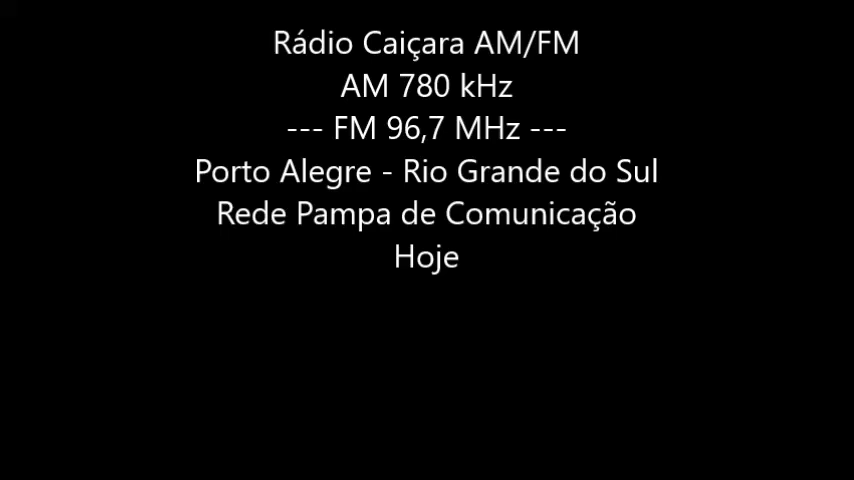 Rádio Caiçara AM/FM
AM 780 kHz
--- FM 96,7 MHz ---
Porto Alegre - Rio Grande do Sul
Rede Pampa de Comunicação
Hoje